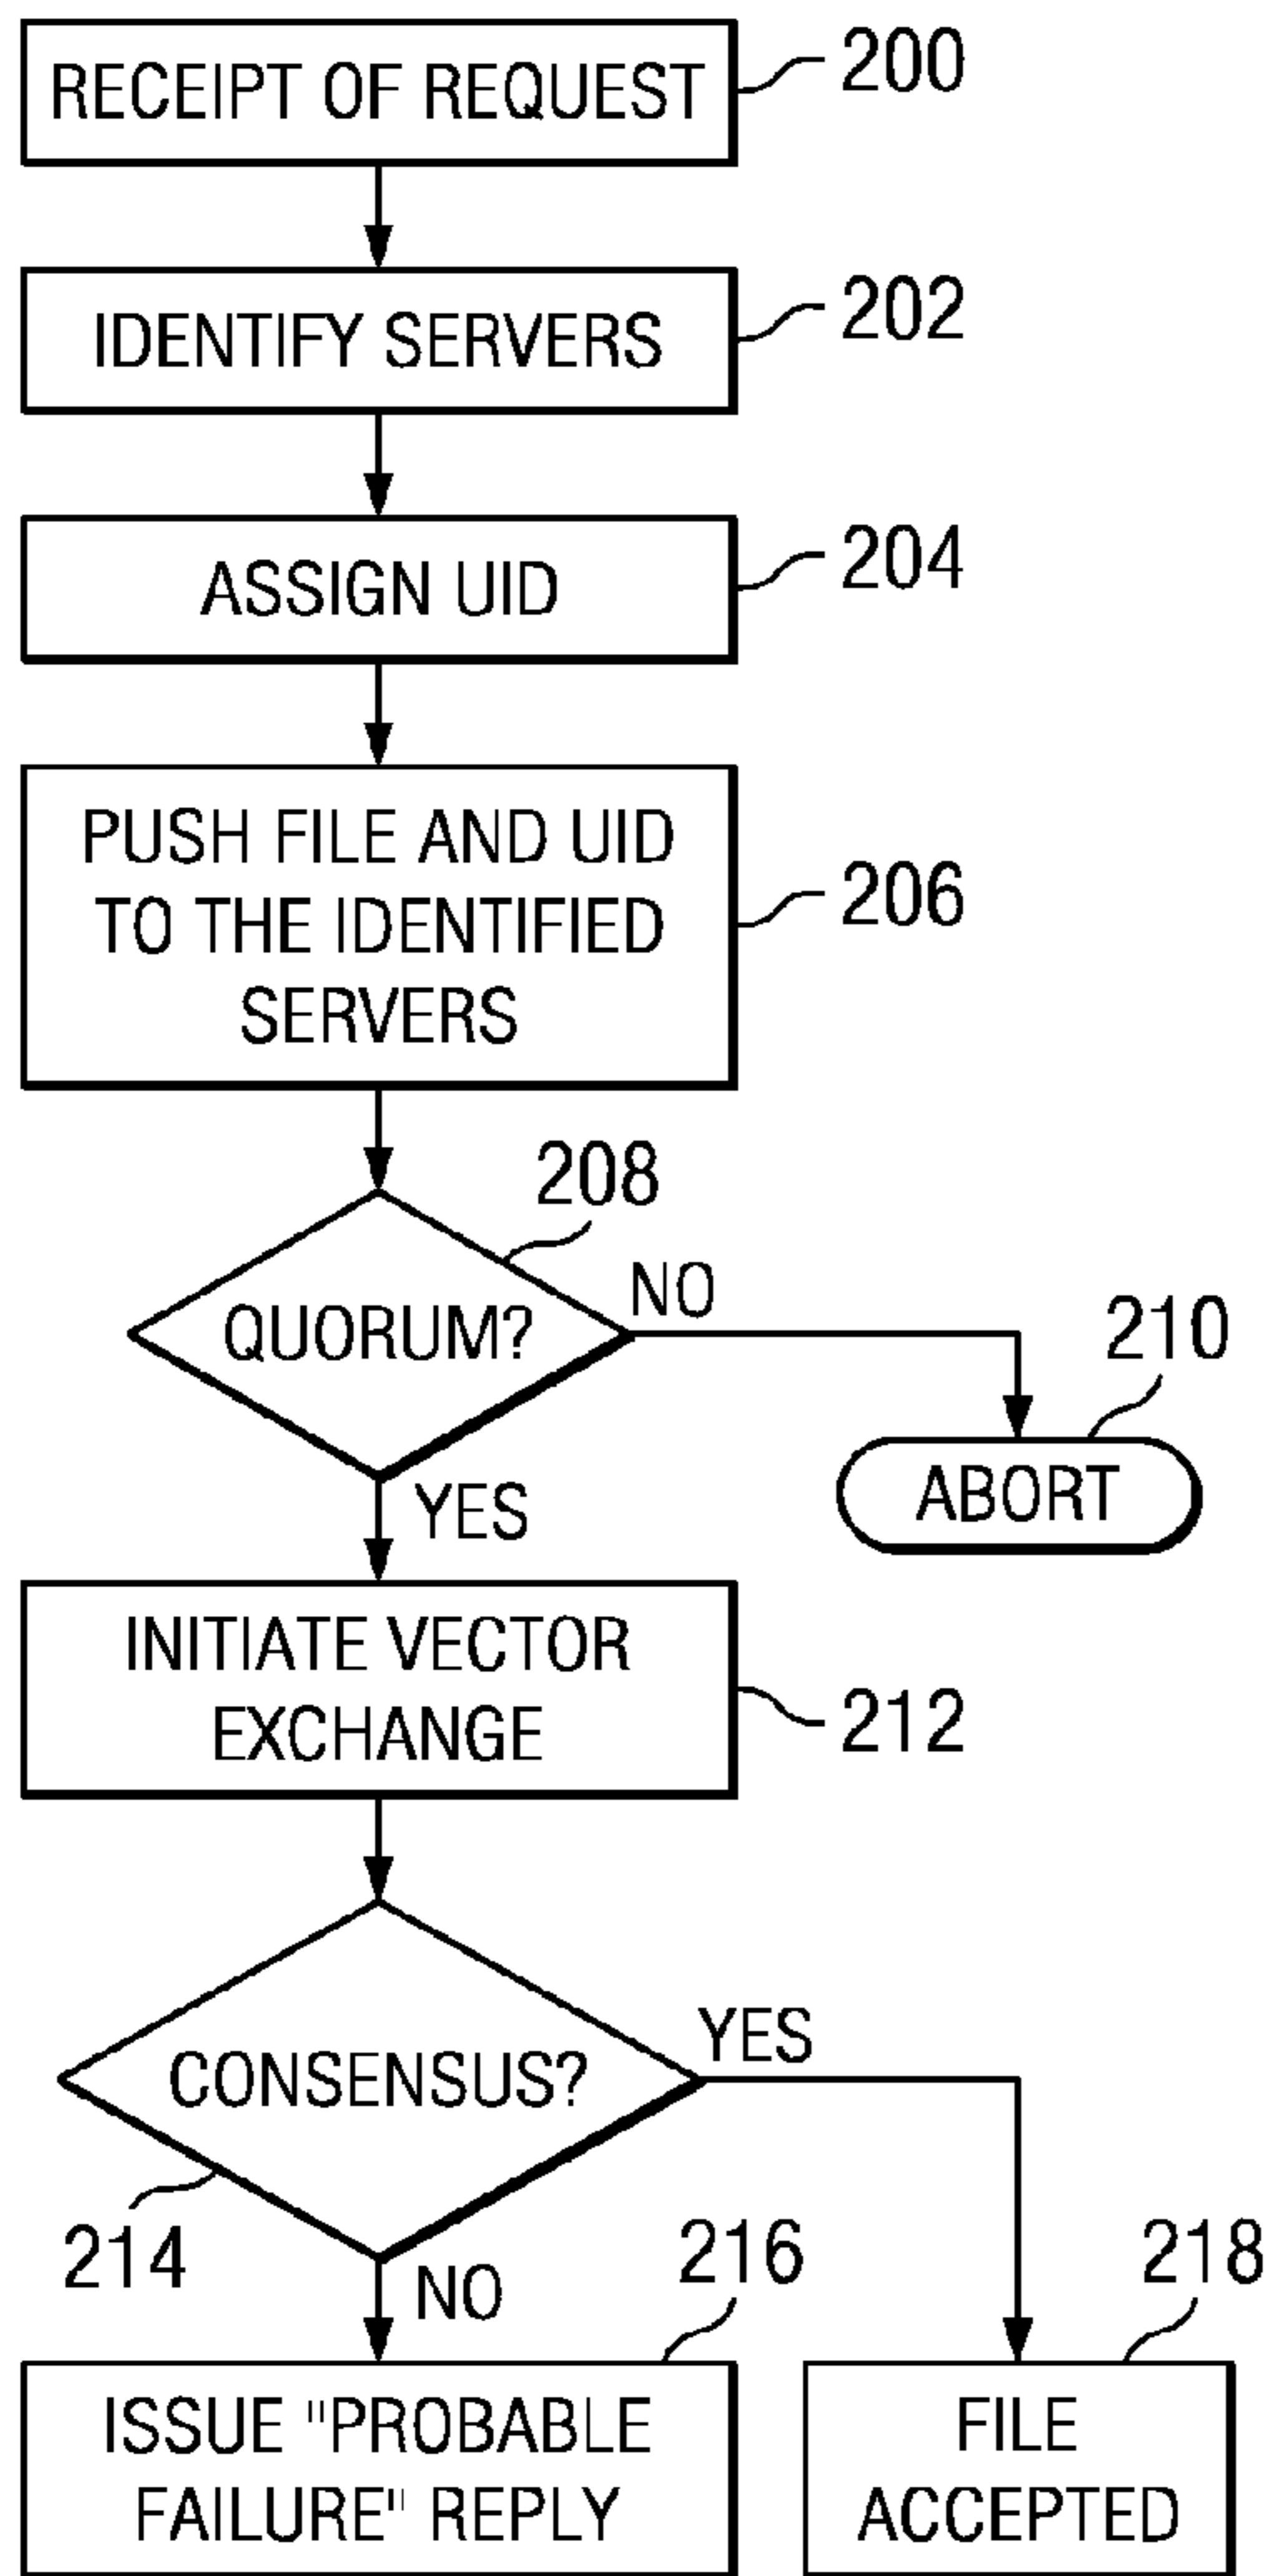 RECEIPT OF REQUEST
200
IDENTIFY SERVERS
202
ASSIGN UID
204
PUSH FILE AND UID
TO THE IDENTIFIED
SERVERS
206
208
QUORUM?
NO
210
ABORT
YES
INITIATE VECTOR
EXCHANGE
212
CONSENSUS?
YES
214
NO
216
218
ISSUE "PROBABLE
FAILURE" REPLY
FILE
ACCEPTED